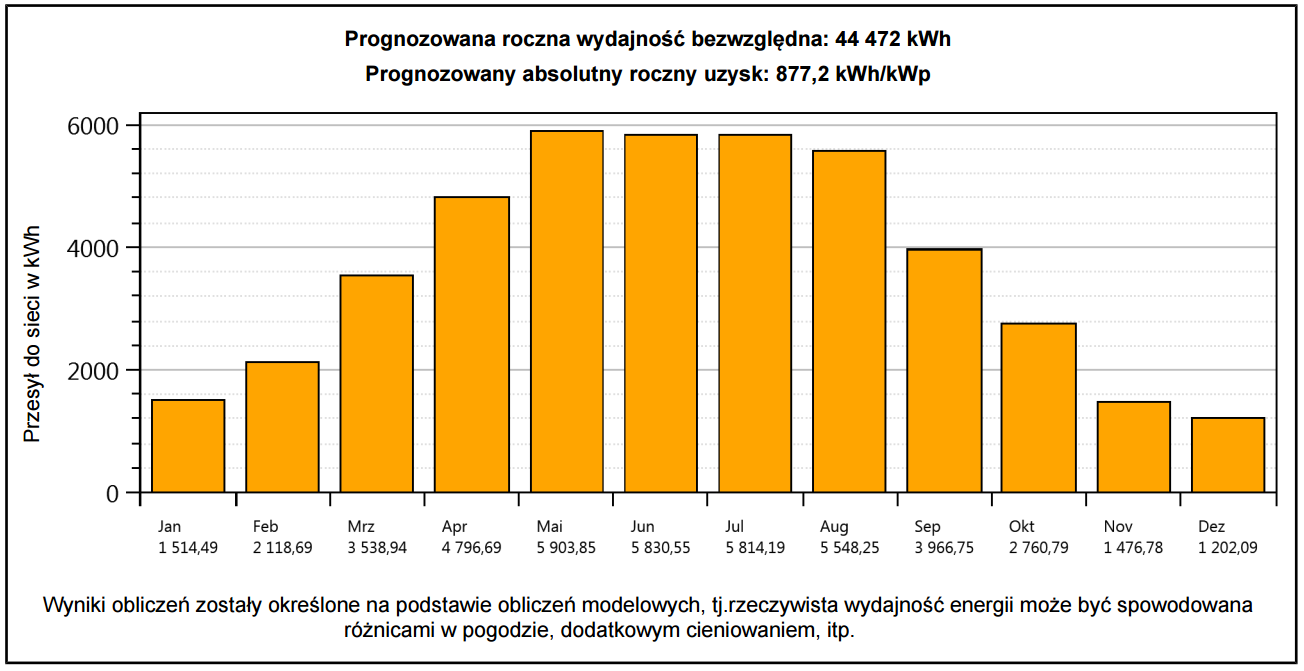 Prognozowana roczna wydajność bezwzględna: 44 472 kWh
Prognozowany absolutny roczny uzysk: 877,2 kWh/kWp
Przesył do sieci w kWh
6000
4000
2000
0
Jan Feb Mrz Apr Mai Jun Jul Aug Sep Okt Nov Dez
1 514,49 2 118,69 3 538,94 4 796,69 5 903,85 5 830,55 5 814,19 5 548,25 3 966,75 2 760,79 1 476,78 1 202,09
Wyniki obliczeń zostały określone na podstawie obliczeń modelowych, tj.rzeczywista wydajność energii może być spowodowana
różnicami w pogodzie, dodatkowym cieniowaniem, itp.